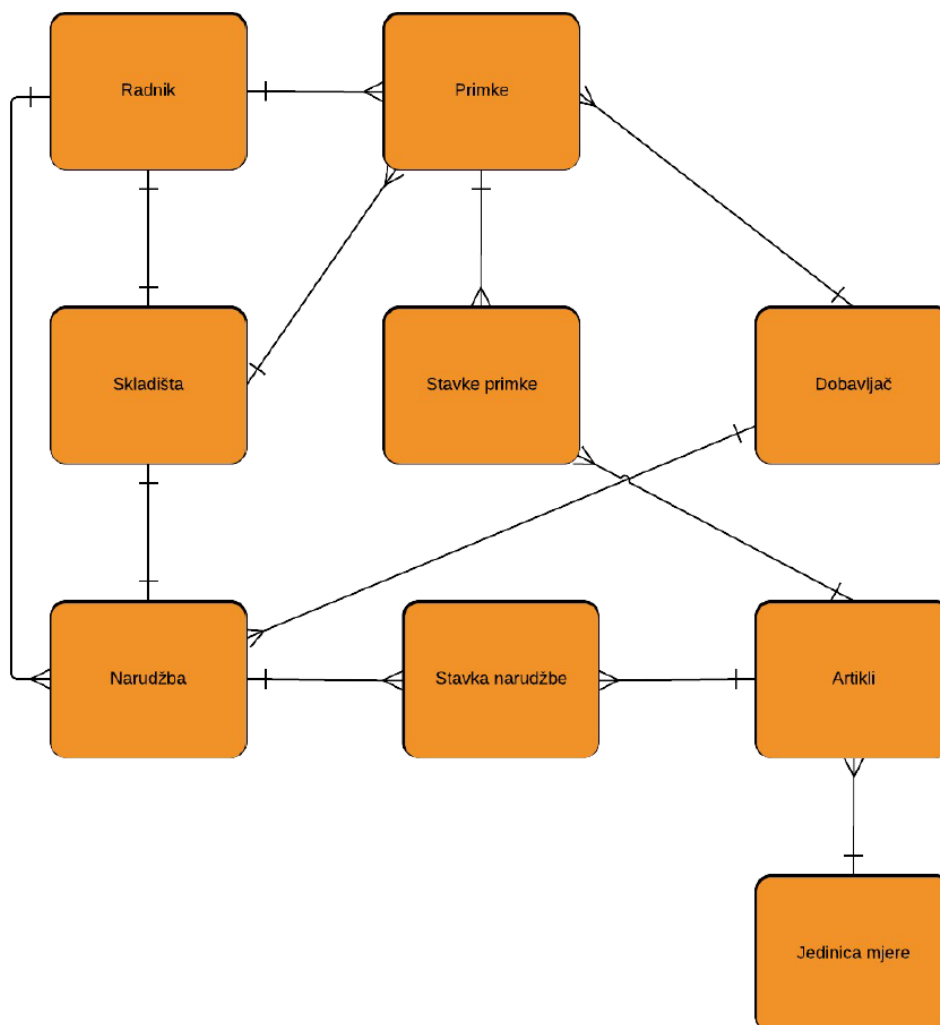 Radnik
Primke
Skladišta
Stavke primke
Dobavljač
Narudžba
Stavka narudžbe
Artikli
Jedinica mjere